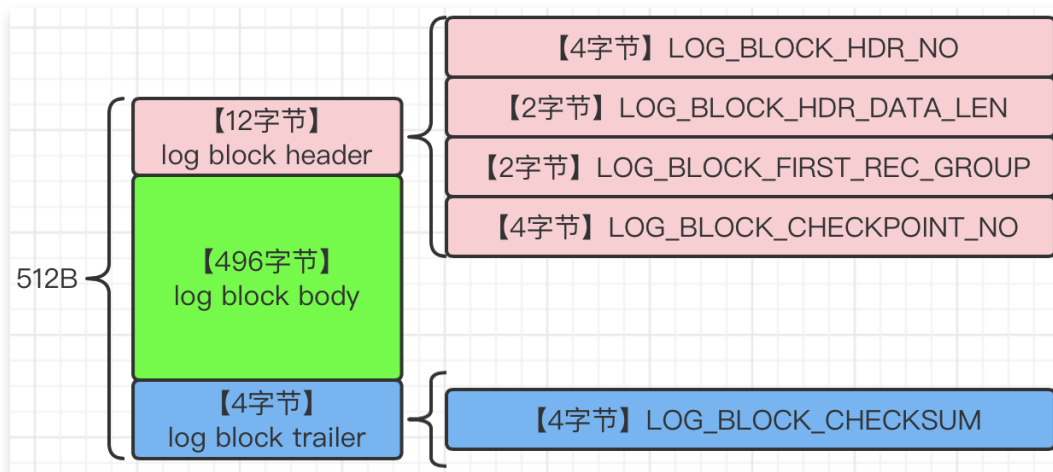 512B
【12字节】
log block header
【496字节】
log block body
【4字节】
log block trailer
【4字节】LOG_BLOCK_HDR_NO
【2字节】LOG_BLOCK_HDR_DATA_LEN
【2字节】LOG_BLOCK_FIRST_REC_GROUP
【4字节】LOG_BLOCK_CHECKPOINT_NO
【4字节】LOG_BLOCK_CHECKSUM